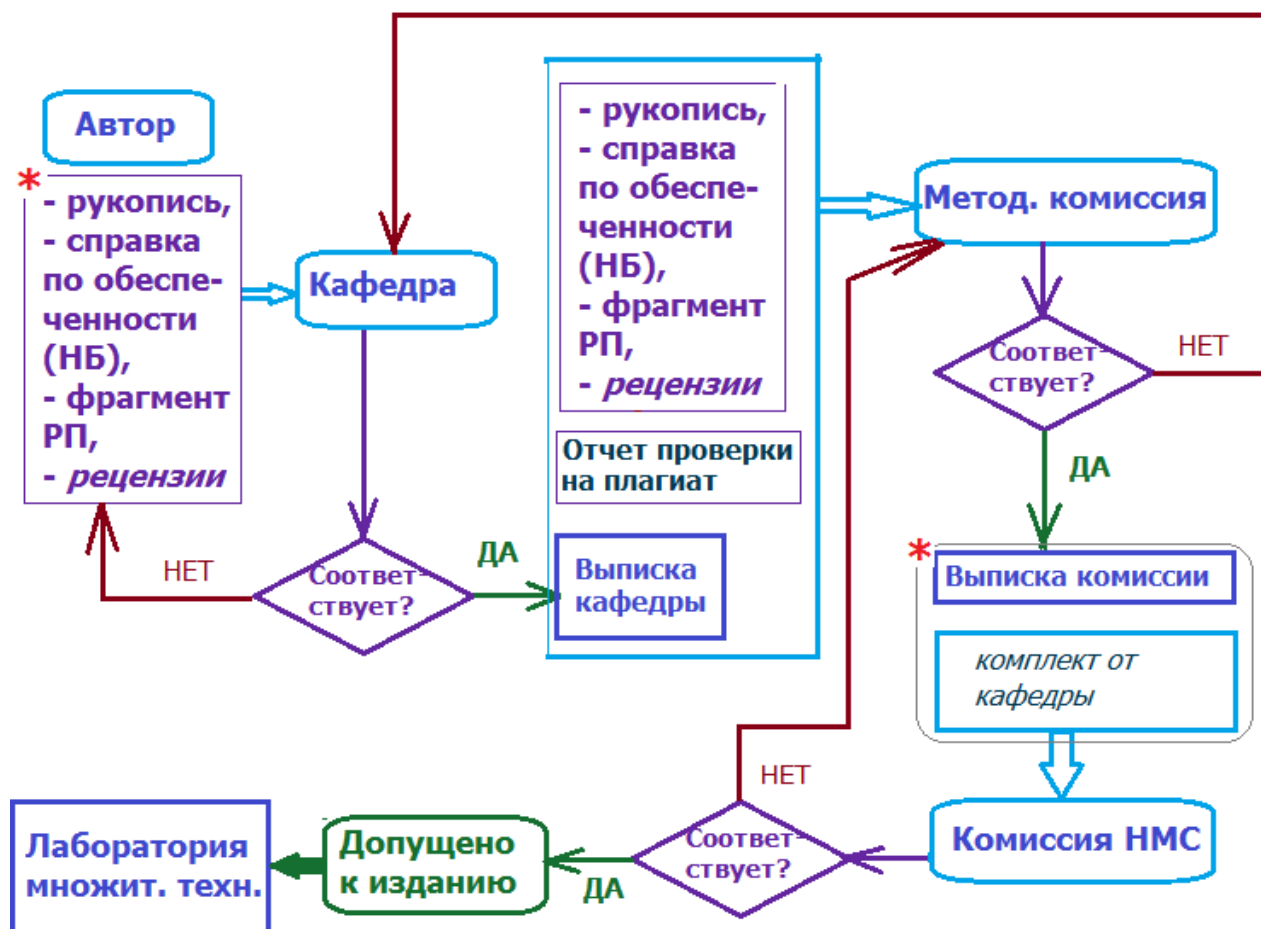 Автор
*
- рукопись,
- справка
по обеспе-
ченности
(НБ),
- фрагмент
РП,
- рецензии
Кафедра
Соответ-
ствует?
НЕТ
ДА
- рукопись,
- справка
по обеспе-
ченности
(НБ),
- фрагмент
РП,
- рецензии
Отчет проверки
на плагиат
Выписка
кафедры
Метод. комиссия
Соответ-
ствует?
НЕТ
ДА
*
Выписка комиссии
комплект от
кафедры
Комиссия НМС
Соответ-
ствует?
НЕТ
ДА
Допущено
к изданию
Лаборатория
множит. техн.